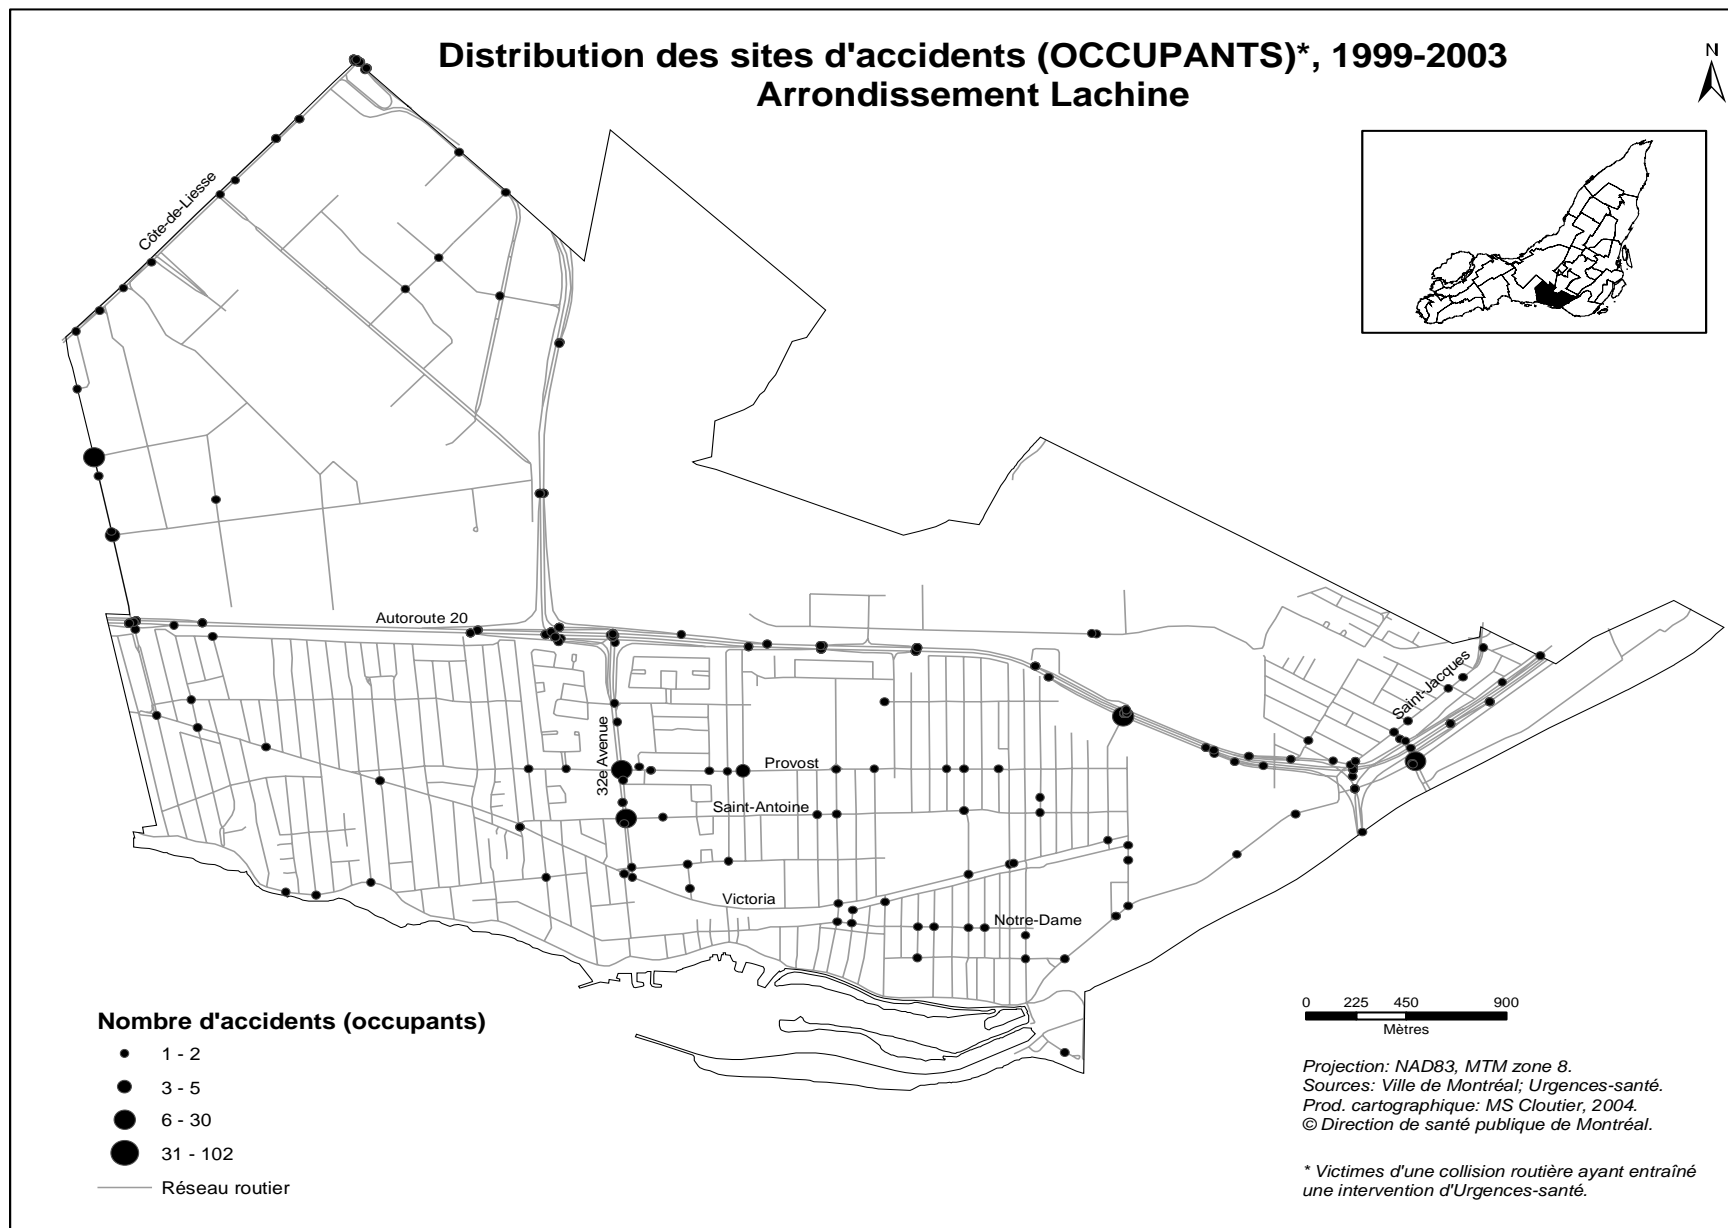 Distribution des sites d'accidents (OCCUPANTS)*, 1999-2003
Arrondissement Lachine
N
Côte-de-Liesse
Autoroute 20
Saint-Jacques
32e Avenue
Provost
Saint-Antoine
Victoria
Notre-Dame
Nombre d'accidents (occupants)
1 - 2
3 - 5
6 - 30
31 - 102
Réseau routier
0 225 450 900
Mètres
Projection: NAD83, MTM zone 8.
Sources: Ville de Montréal; Urgences-santé.
Prod. cartographique: MS Cloutier, 2004.
© Direction de santé publique de Montréal.
* Victimes d'une collision routière ayant entraîné
une intervention d'Urgences-santé.